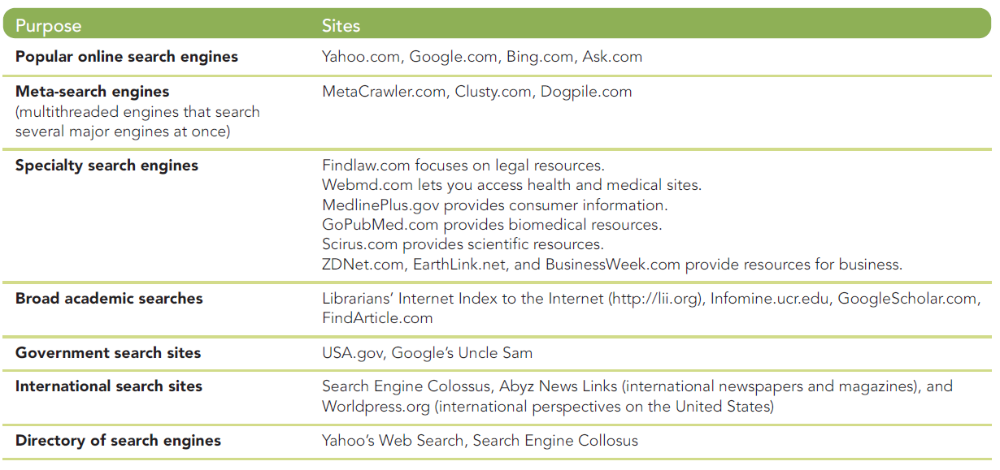 Purpose Sites
Popular online search engines Yahoo.com, Google.com, Bing.com, Ask.com
Meta-search engines MetaCrawler.com, Clusty.com, Dogpile.com
(multithreaded engines that search
several major engines at once)
Specialty search engines Findlaw.com focuses on legal resources.
Webmd.com lets you access health and medical sites.
MedlinePlus.gov provides consumer information.
GoPubMed.com provides biomedical resources.
Scirus.com provides scientific resources.
ZDNet.com, EarthLink.net, and BusinessWeek.com provide resources for business.
Broad academic searches Librarians’ Internet Index to the Internet (http://lii.org), Infomine.ucr.edu, GoogleScholar.com,
FindArticle.com
Government search sites USA.gov, Google’s Uncle Sam
International search sites Search Engine Colossus, Abyz News Links (international newspapers and magazines), and
Worldpress.org (international perspectives on the United States)
Directory of search engines Yahoo’s Web Search, Search Engine Collosus